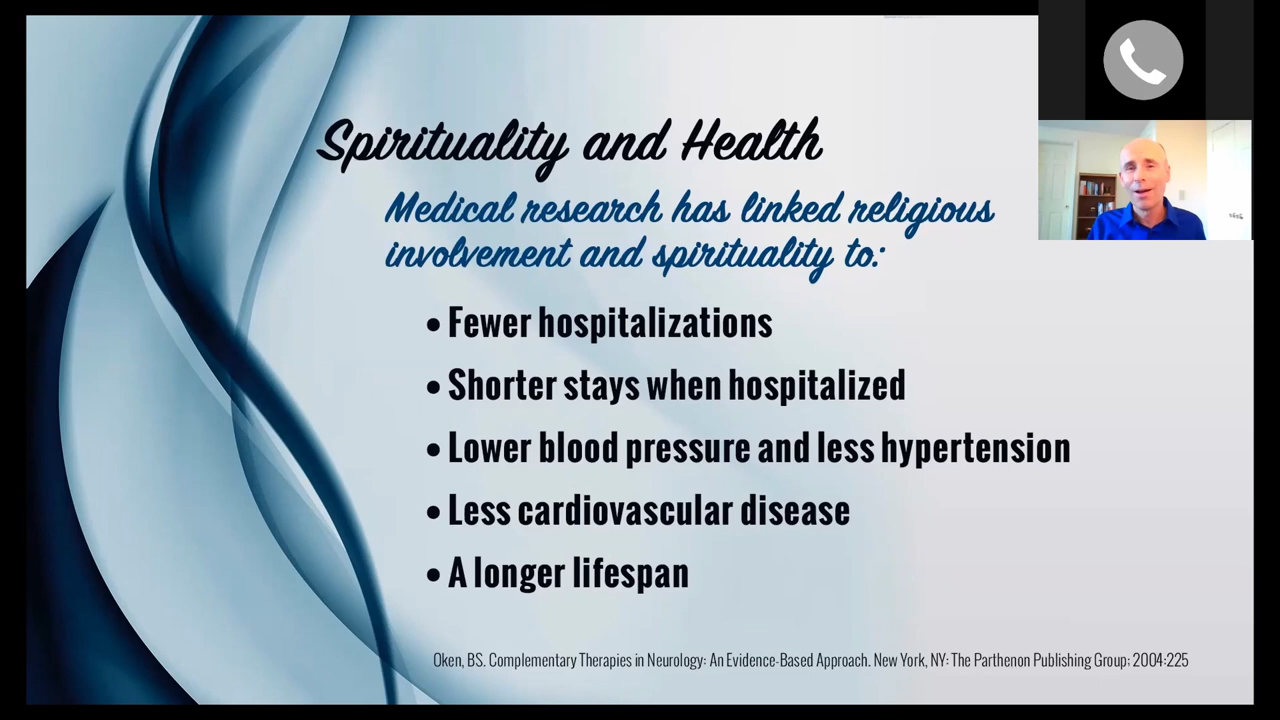 Spirituality and Health
Medical research has linked religious
involvement and spirituality to:
• Fewer hospitalizations
• Shorter stays when hospitalized
• Lower blood pressure and less hypertension
• Less cardiovascular disease
• A longer lifespan
Oken, BS. Complementary Therapies in Neurology: An Evidence-Based Approach. New York, NY: The Parthenon Publishing Group; 2004:225